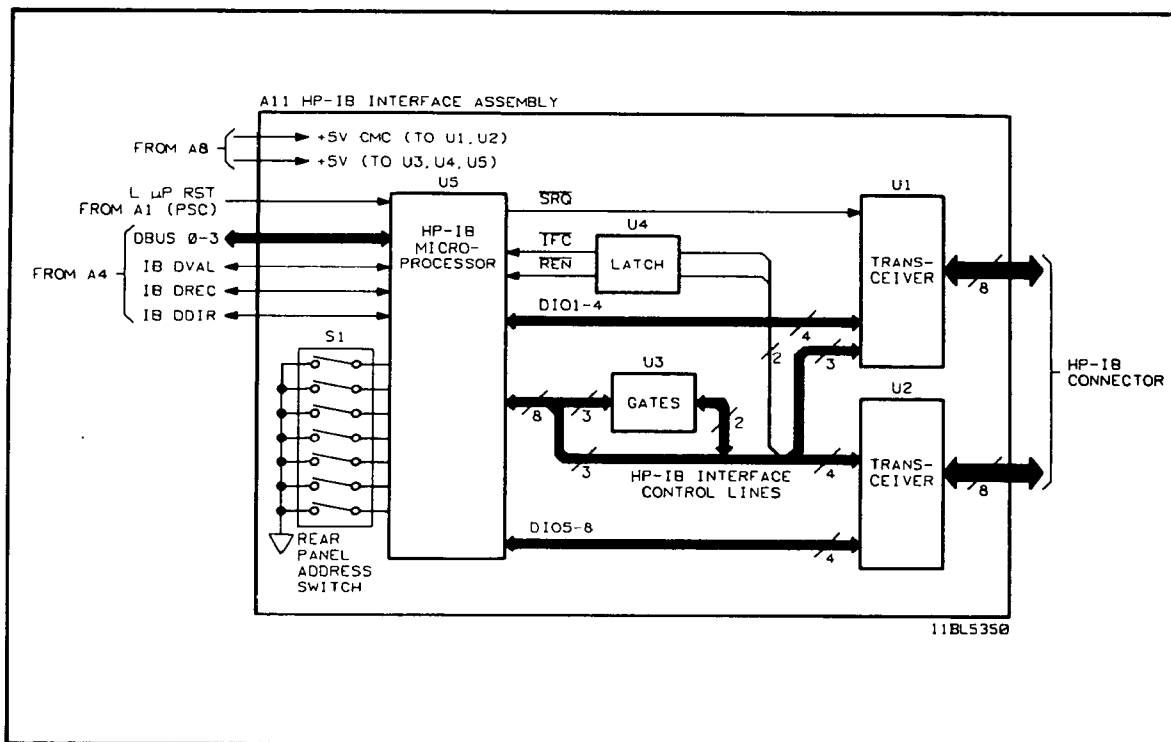 A11 HP-IB INTERFACE ASSEMBLY
FROM A8
+5V CMC (TO U1, U2)
+5V (TO U3, U4, U5)
L µP RST
FROM A1 (PSC)
DBUS 0-3
FROM A4
IB DVAL
IB DREC
IB DDIR
S1
REAR
PANEL
ADDRESS
SWITCH
U5
HP-IB
MICRO-
PROCESSOR
SRQ
IFC
REN
U4
LATCH
DIO1-4
4
2
3
U3
GATES
8
3
2
3
4
HP-IB INTERFACE
CONTROL LINES
DIO5-8
4
U1
TRANS-
CEIVER
8
U2
TRANS-
CEIVER
8
HP-IB
CONNECTOR
11BL5350